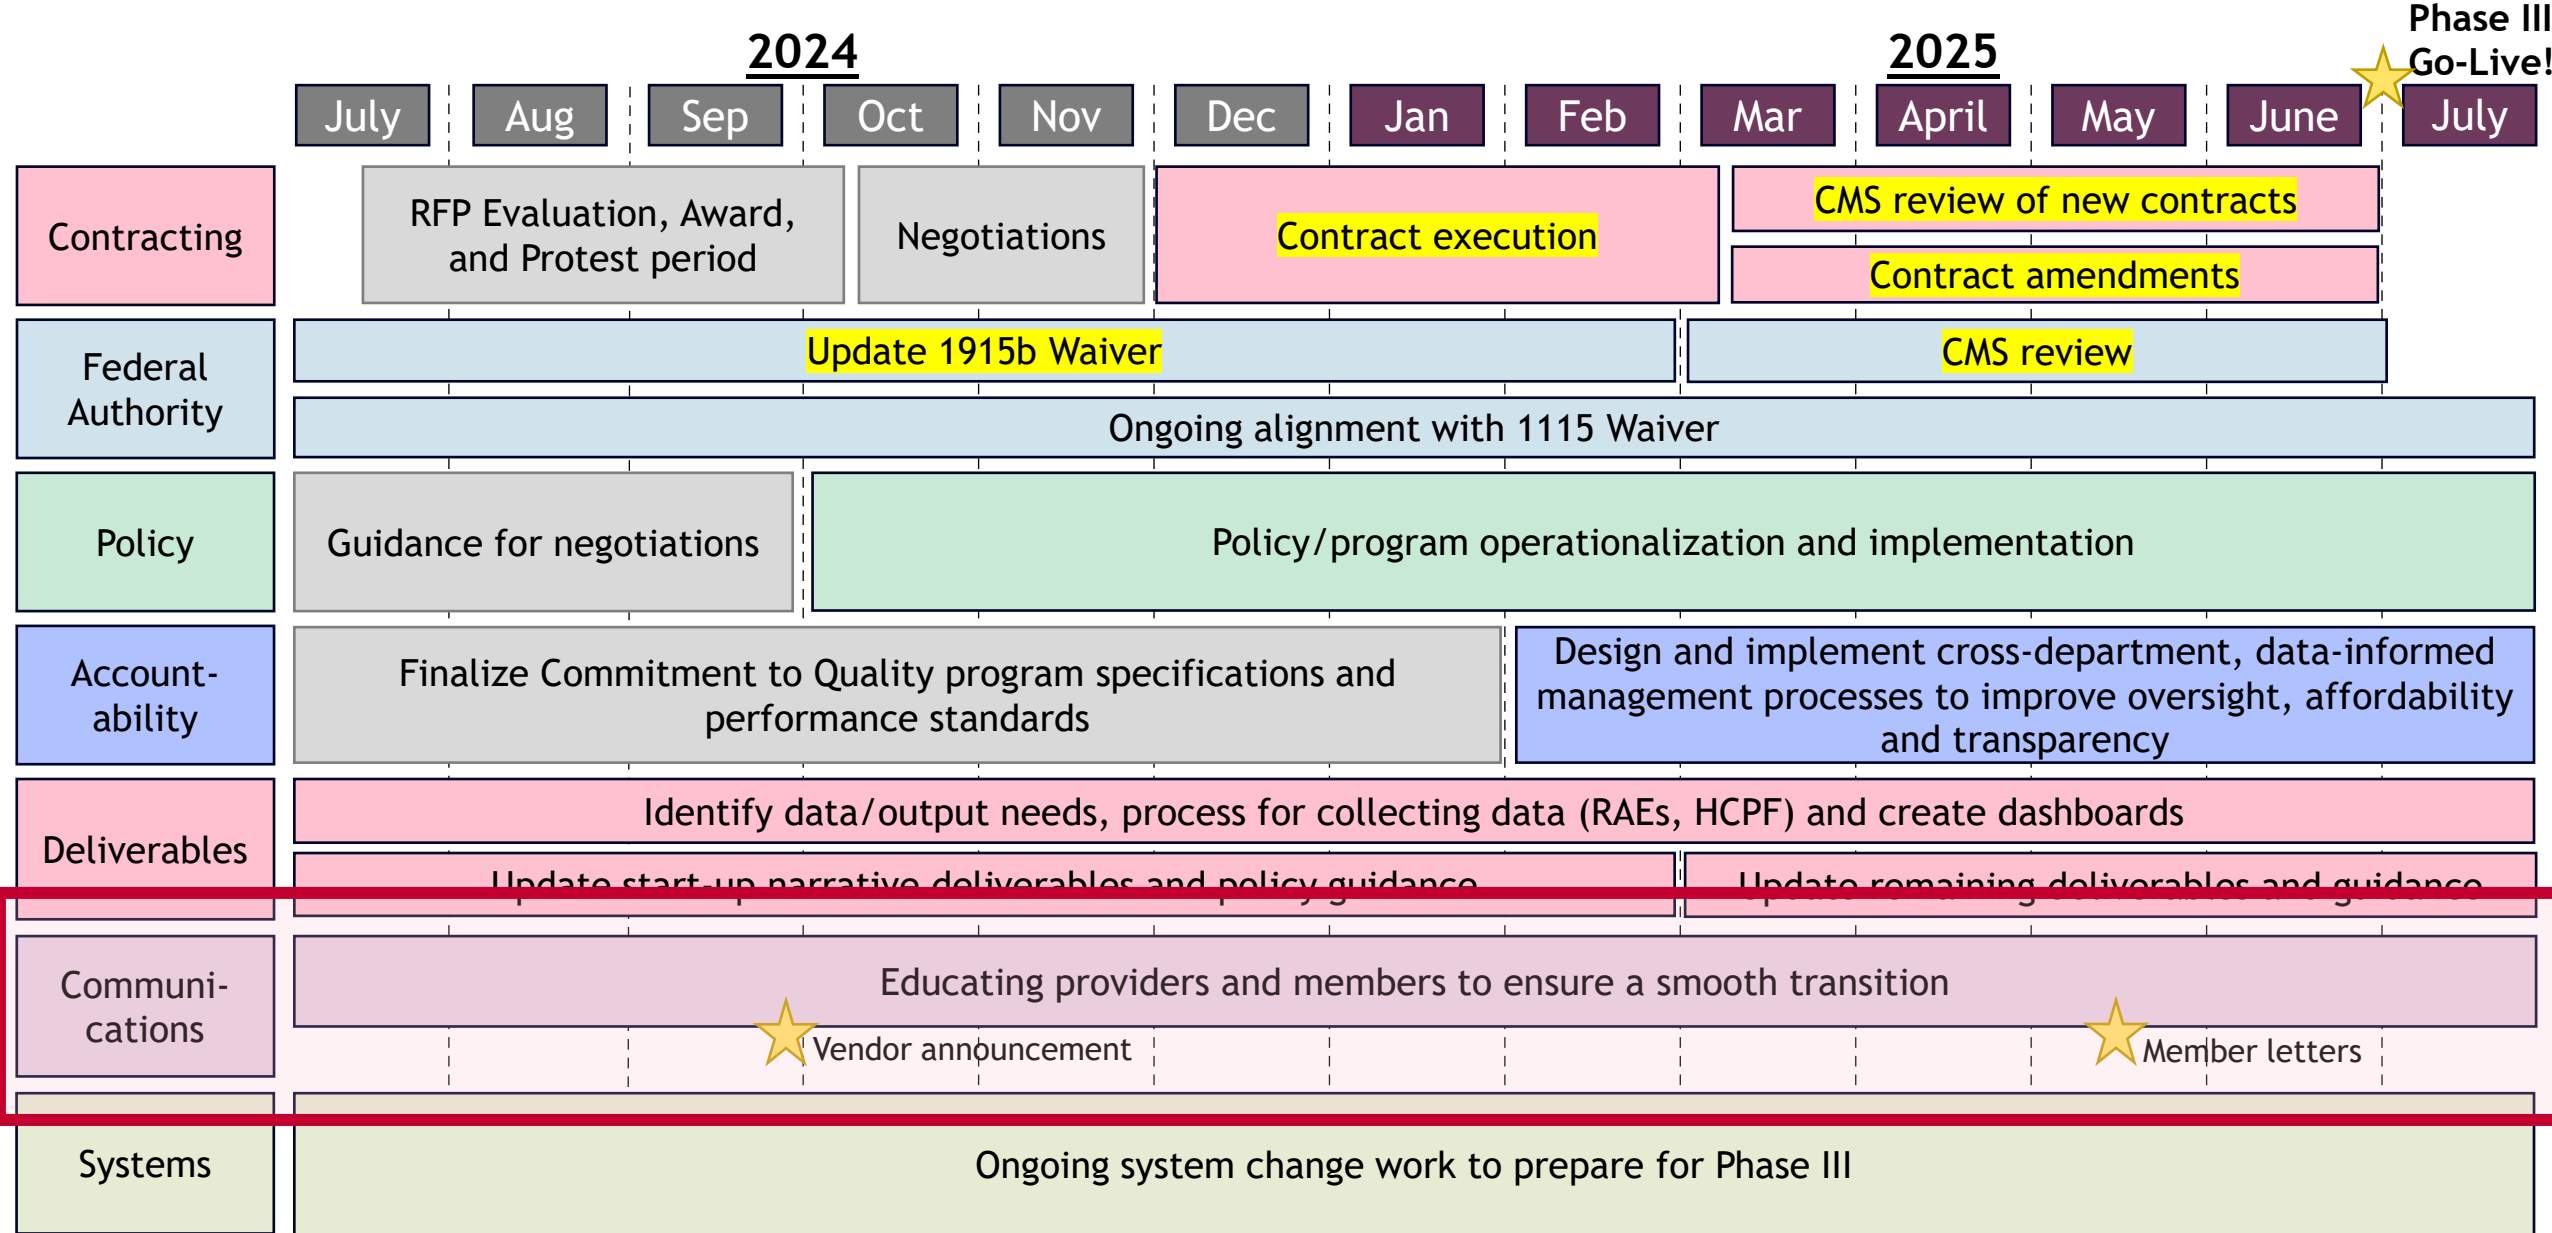 Phase III
Go-Live!
2024
2025
July Aug Sep Oct Nov Dec Jan Feb Mar April May June July
Contracting
RFP Evaluation, Award,
and Protest period
Negotiations
Contract execution
CMS review of new contracts
Contract amendments
Federal
Authority
Update 1915b Waiver
CMS review
Ongoing alignment with 1115 Waiver
Policy
Guidance for negotiations
Policy/program operationalization and implementation
Account-
ability
Finalize Commitment to Quality program specifications and
performance standards
Design and implement cross-department, data-informed
management processes to improve oversight, affordability
and transparency
Deliverables
Identify data/output needs, process for collecting data (RAEs, HCPF) and create dashboards
Update start-up narrative deliverables and policy guidance
Update remaining deliverables and guidance
Communi-
cations
Educating providers and members to ensure a smooth transition
Vendor announcement
Member letters
Systems
Ongoing system change work to prepare for Phase III